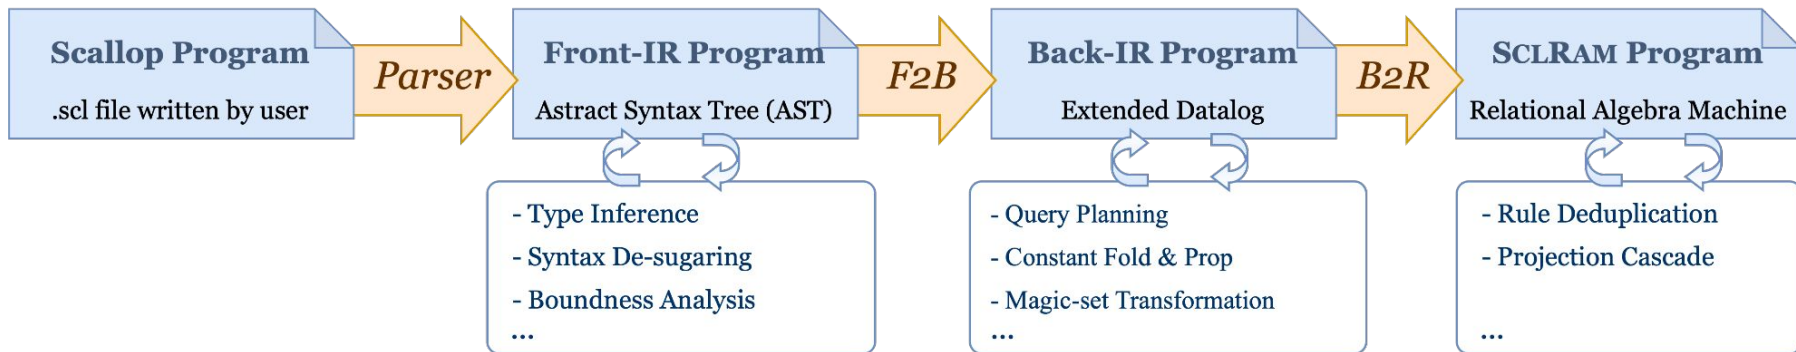 Scallop Program
.scl file written by user
Parser
Front-IR Program
Astract Syntax Tree (AST)
- Type Inference
- Syntax De-sugaring
- Boundness Analysis
...
F2B
Back-IR Program
Extended Datalog
- Query Planning
- Constant Fold & Prop
- Magic-set Transformation
...
B2R
SCLRAM Program
Relational Algebra Machine
- Rule Deduplication
- Projection Cascade
...